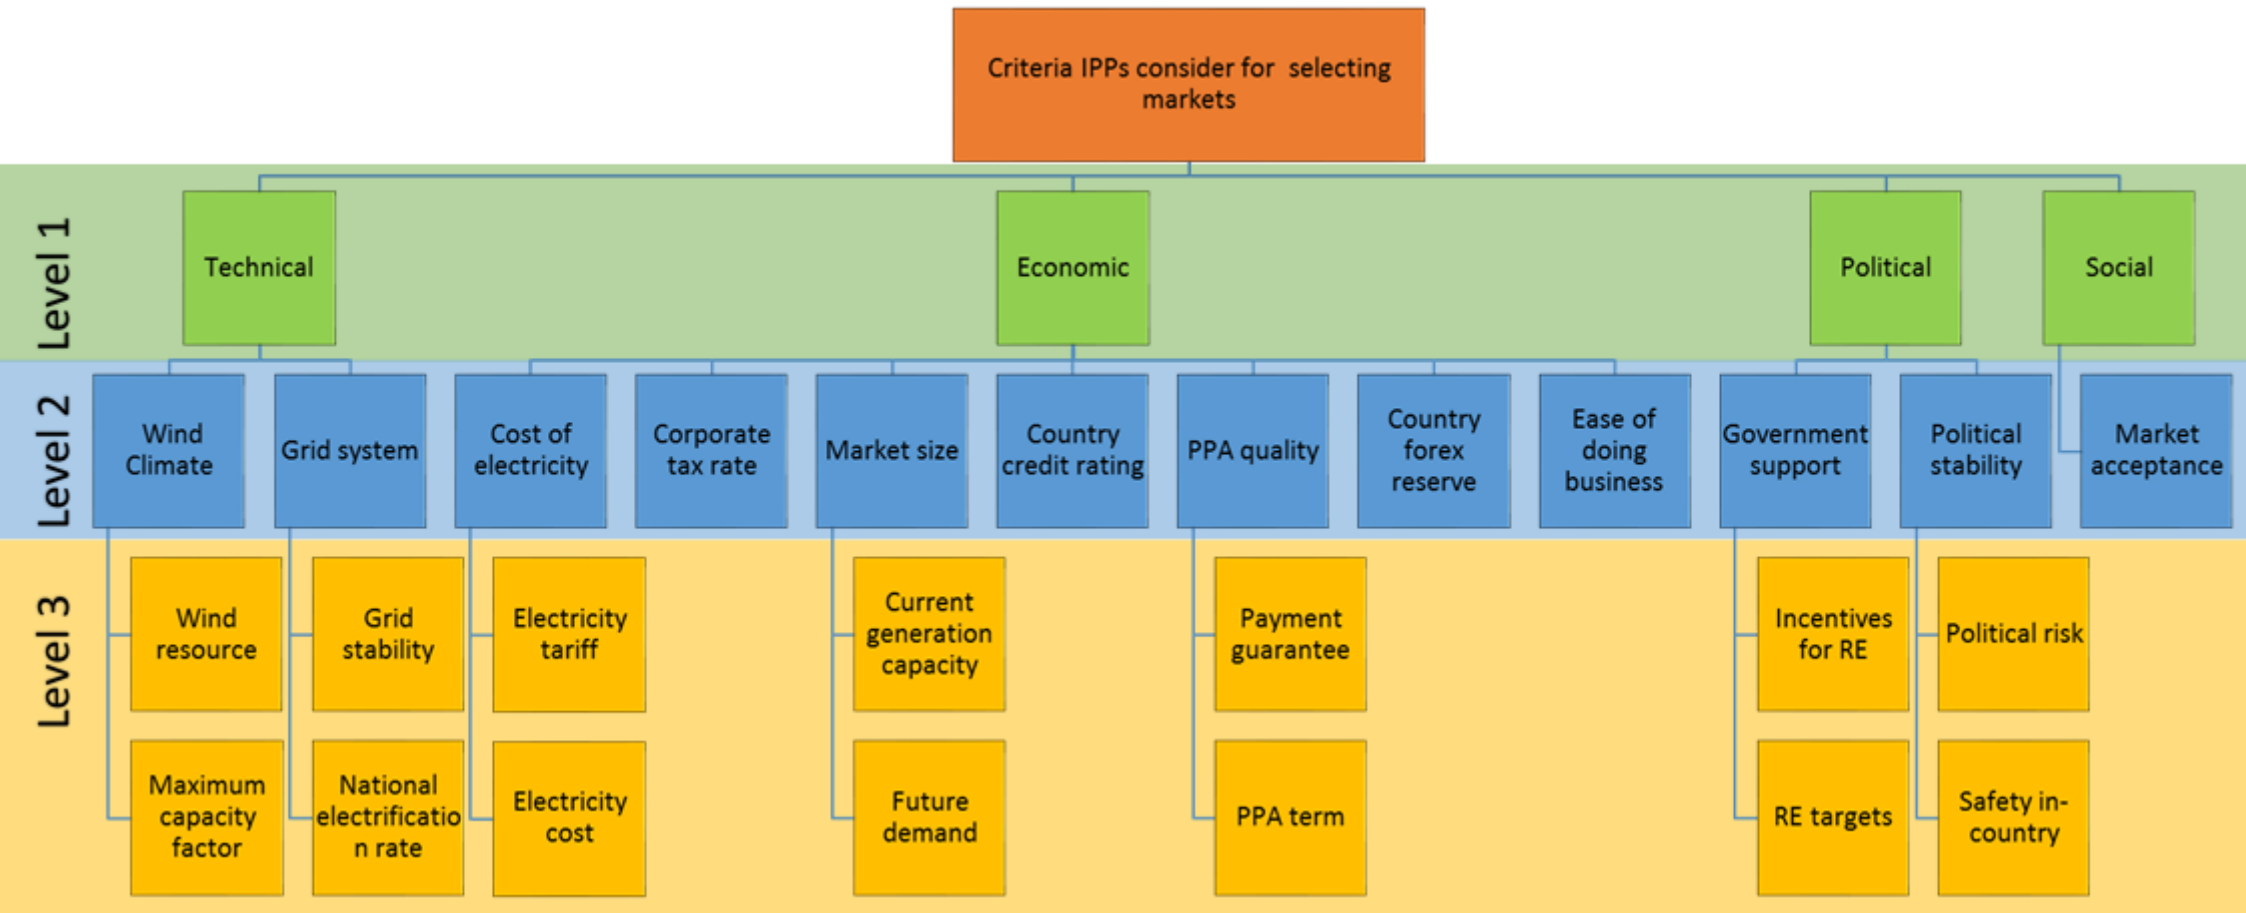 Criteria IPPs consider for selecting
markets
Level 1
Technical
Economic
Political
Social
Level 2
Wind
Climate
Grid system
Cost of
electricity
Corporate
tax rate
Market size
Country
credit rating
PPA quality
Country
forex
reserve
Ease of
doing
business
Government
support
Political
stability
Market
acceptance
Level 3
Wind
resource
Grid
stability
Electricity
tariff
Current
generation
capacity
Payment
guarantee
Incentives
for RE
Political risk
Maximum
capacity
factor
National
electrificatio
n rate
Electricity
cost
Future
demand
PPA term
RE targets
Safety in-
country